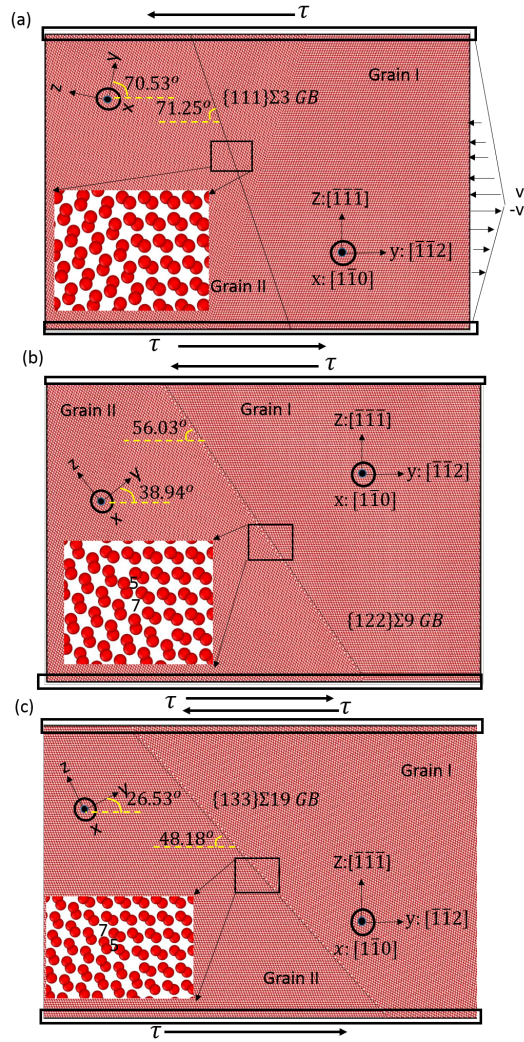 (a)
τ
Grain I
y
70.53°
z
x
71.25°
{111}Σ3 GB
v
-v
Z:[1̅1̅1̅]
y: [1̅1̅2]
x: [11̅0]
Grain II
τ
(b)
τ
Grain II
Grain I
56.03°
Z:[1̅1̅1̅]
z
y
38.94°
x
y: [1̅1̅2]
x: [11̅0]
5
7
{122}Σ9 GB
τ
(c)
τ
Grain I
z
y
26.53°
x
{133}Σ19 GB
48.18°
Z:[1̅1̅1̅]
7
5
y: [1̅1̅2]
x: [11̅0]
Grain II
τ